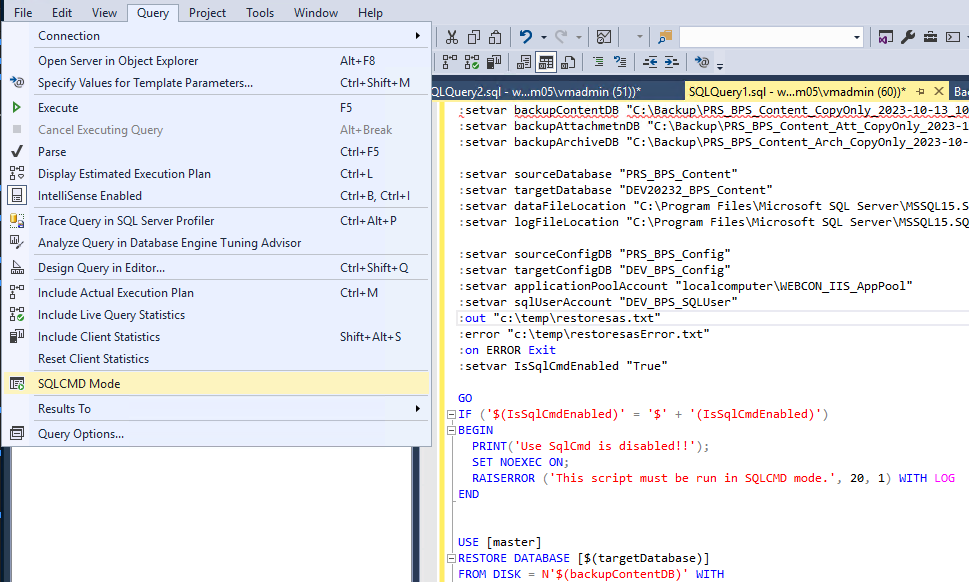 File Edit View Query Project Tools Window Help
Connection
Open Server in Object Explorer Alt+F8
Specify Values for Template Parameters... Ctrl+Shift+M
Execute F5
Cancel Executing Query Alt+Break
Parse Ctrl+F5
Display Estimated Execution Plan Ctrl+L
IntelliSense Enabled Ctrl+B, Ctrl+I
Trace Query in SQL Server Profiler Ctrl+Alt+P
Analyze Query in Database Engine Tuning Advisor
Design Query in Editor... Ctrl+Shift+Q
Include Actual Execution Plan Ctrl+M
Include Live Query Statistics
Include Client Statistics Shift+Alt+S
Reset Client Statistics
SQLCMD Mode
Results To
Query Options...
QLQuery2.sql - w...m05\vmadmin (51))* SQLQuery1.sql - w...m05\vmadmin (60))* Ba
:setvar backupContentDB "C:\Backup\PRS_BPS_Content_CopyOnly_2023-10-13_10
:setvar backupAttachmetnDB "C:\Backup\PRS_BPS_Content_Att_CopyOnly_2023-1
:setvar backupArchiveDB "C:\Backup\PRS_BPS_Content_Arch_CopyOnly_2023-10-
:setvar sourceDatabase "PRS_BPS_Content"
:setvar targetDatabase "DEV20232_BPS_Content"
:setvar dataFileLocation "C:\Program Files\Microsoft SQL Server\MSSQL15.S
:setvar logFileLocation "C:\Program Files\Microsoft SQL Server\MSSQL15.SQ
:setvar sourceConfigDB "PRS_BPS_Config"
:setvar targetConfigDB "DEV_BPS_Config"
:setvar applicationPoolAccount "localcomputer\WEBCON_IIS_AppPool"
:setvar sqlUserAccount "DEV_BPS_SQLUser"
:out "c:\temp\restoresas.txt"
:error "c:\temp\restoresasError.txt"
:on ERROR Exit
:setvar IsSqlCmdEnabled "True"
GO
IF ('$(IsSqlCmdEnabled)' = '$' + '(IsSqlCmdEnabled)')
BEGIN
PRINT('Use SqlCmd is disabled!!');
SET NOEXEC ON;
RAISERROR ('This script must be run in SQLCMD mode.', 20, 1) WITH LOG
END
USE [master]
RESTORE DATABASE [$(targetDatabase)]
FROM DISK = N'$(backupContentDB)' WITH